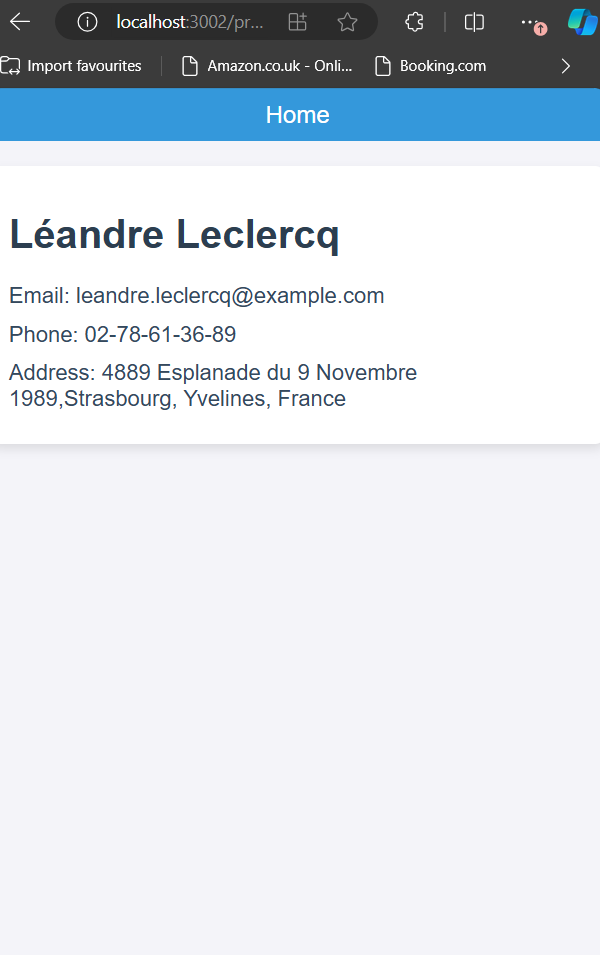 localhost:3002/pr...
Import favourites
Amazon.co.uk - Onli...
Booking.com
Home
Léandre Leclercq
Email: leandre.leclercq@example.com
Phone: 02-78-61-36-89
Address: 4889 Esplanade du 9 Novembre
1989,Strasbourg, Yvelines, France